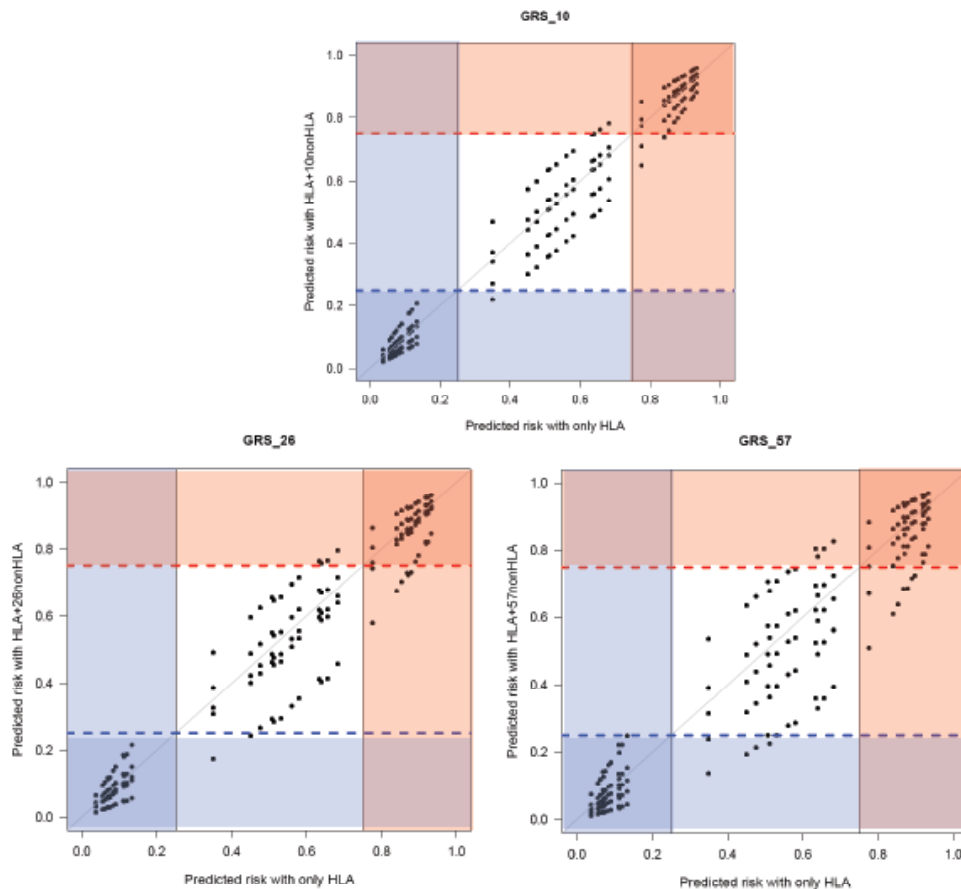 GRS_10
1.0
0.8
0.6
0.4
0.2
0.0
Predicted risk with HLA+10nonHLA
0.0 0.2 0.4 0.6 0.8 1.0
Predicted risk with only HLA
GRS_26
1.0
0.8
0.6
0.4
0.2
0.0
Predicted risk with HLA+26nonHLA
0.0 0.2 0.4 0.6 0.8 1.0
Predicted risk with only HLA
GRS_57
1.0
0.8
0.6
0.4
0.2
0.0
Predicted risk with HLA+57nonHLA
0.0 0.2 0.4 0.6 0.8 1.0
Predicted risk with only HLA